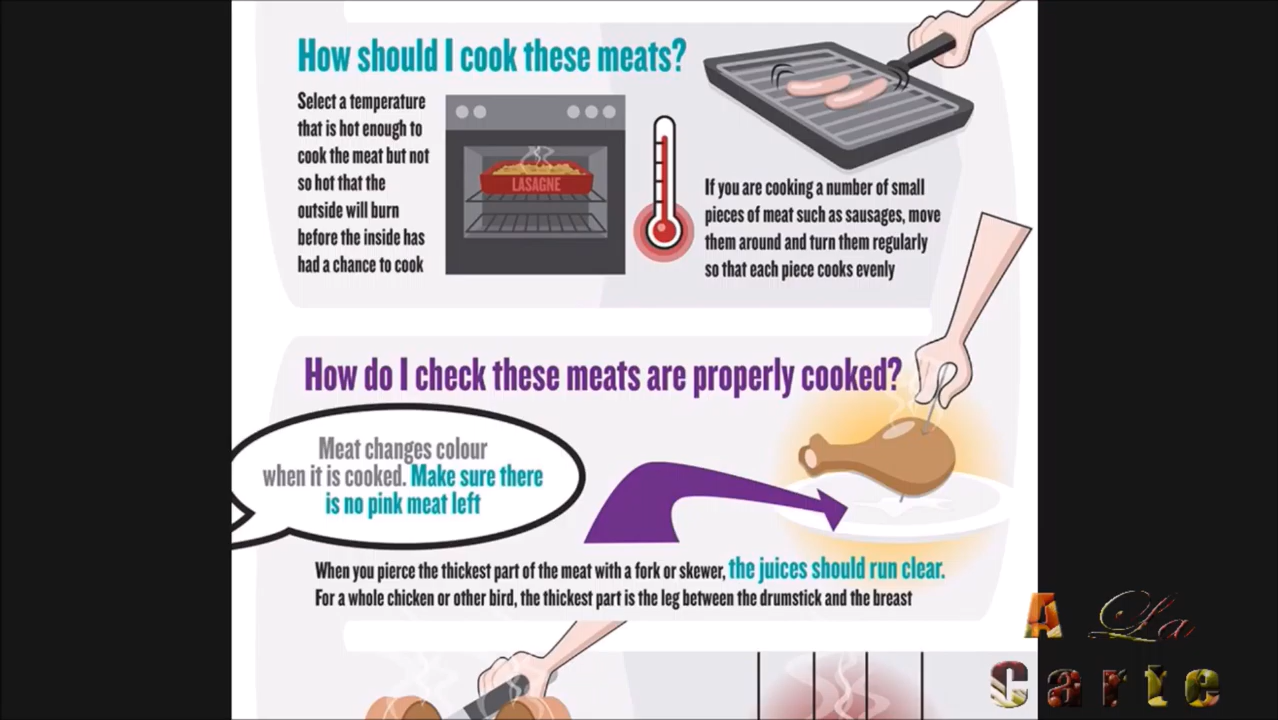 How should I cook these meats?
Select a temperature
that is hot enough to
cook the meat but not
so hot that the
outside will burn
before the inside has
had a chance to cook
LASAGNE
If you are cooking a number of small
pieces of meat such as sausages, move
them around and turn them regularly
so that each piece cooks evenly
How do I check these meats are properly cooked?
Meat changes colour
when it is cooked. Make sure there
is no pink meat left
When you pierce the thickest part of the meat with a fork or skewer, the juices should run clear.
For a whole chicken or other bird, the thickest part is the leg between the drumstick and the breast
A La
Carte